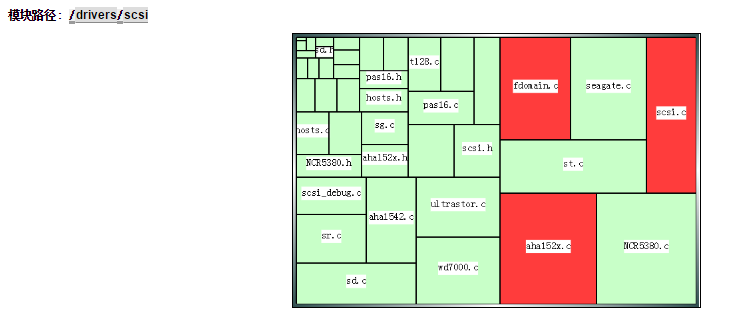 模块路径: /drivers/scsi
sd.h
t128.c
pas16.h
fdomain.c
seagate.c
scsi.c
hosts.h
pas16.c
hosts.c
sg.c
scsi.h
NCR5380.h
aha152x.h
st.c
scsi_debug.c
aha1542.c
ultrastor.c
sr.c
aha152x.c
NCR5380.c
wd7000.c
sd.c